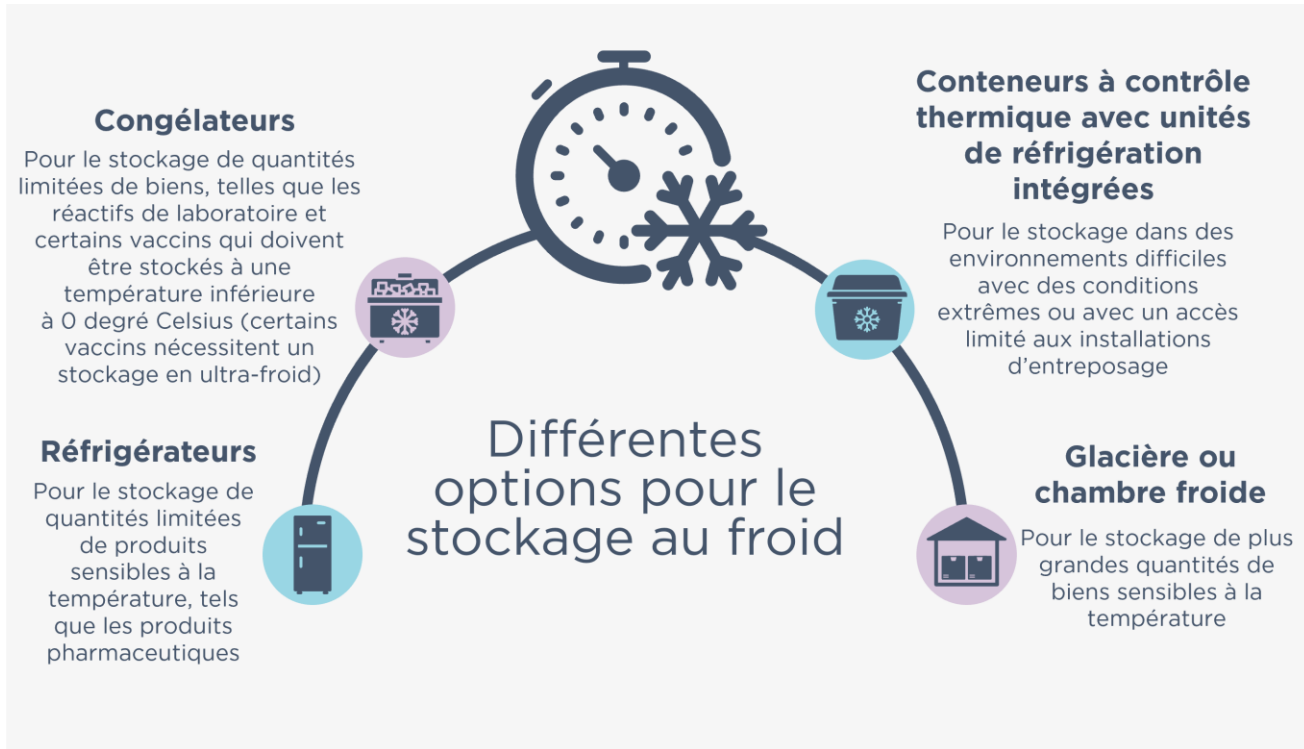 Congélateurs
Pour le stockage de quantités
limitées de biens, telles que les
réactifs de laboratoire et
certains vaccins qui doivent
être stockés à une
température inférieure
à 0 degré Celsius (certains
vaccins nécessitent un
stockage en ultra-froid)
Réfrigérateurs
Pour le stockage de
quantités limitées
de produits
sensibles à la
température, tels
que les produits
pharmaceutiques
Différentes
options pour le
stockage au froid
Conteneurs à contrôle
thermique avec unités
de réfrigération
intégrées
Pour le stockage dans des
environnements difficiles
avec des conditions
extrêmes ou avec un accès
limité aux installations
d’entreposage
Glacière ou
chambre froide
Pour le stockage de plus
grandes quantités de
biens sensibles à la
température